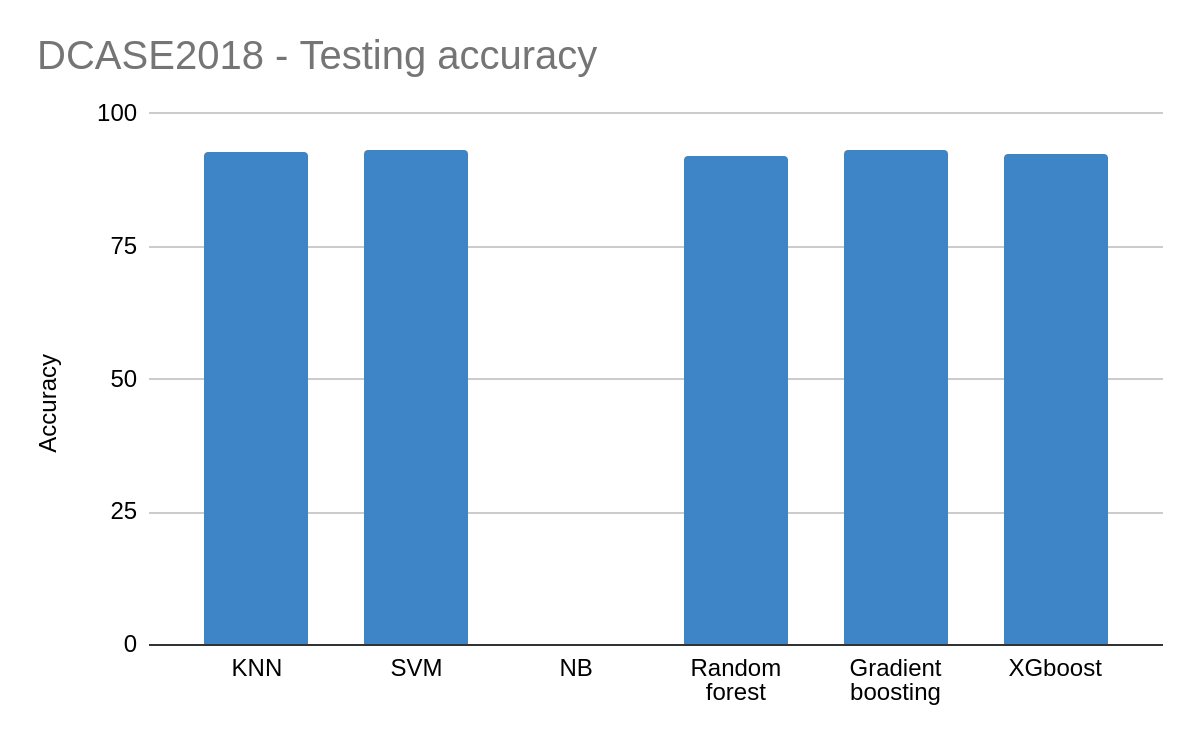 DCASE2018 - Testing accuracy
100
75
50
25
0
Accuracy
KNN
SVM
NB
Random
forest
Gradient
boosting
XGboost